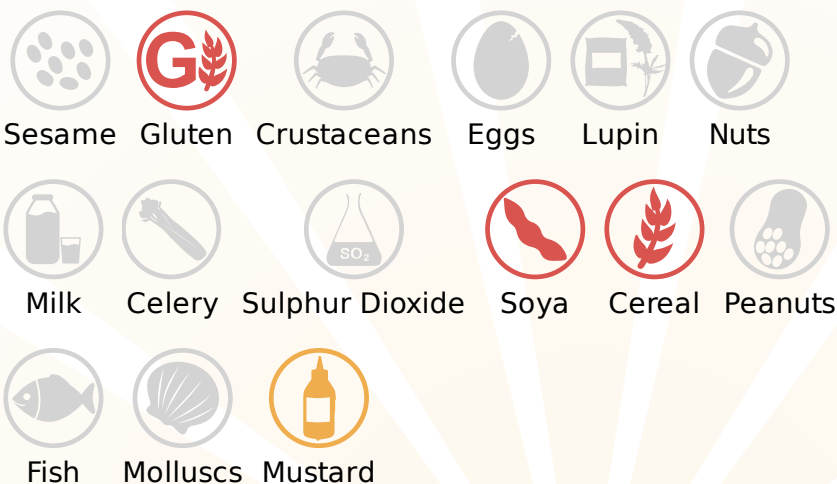 G
Sesame Gluten Crustaceans Eggs Lupin Nuts
SO₂
Milk Celery Sulphur Dioxide Soya Cereal Peanuts
Fish Molluscs Mustard